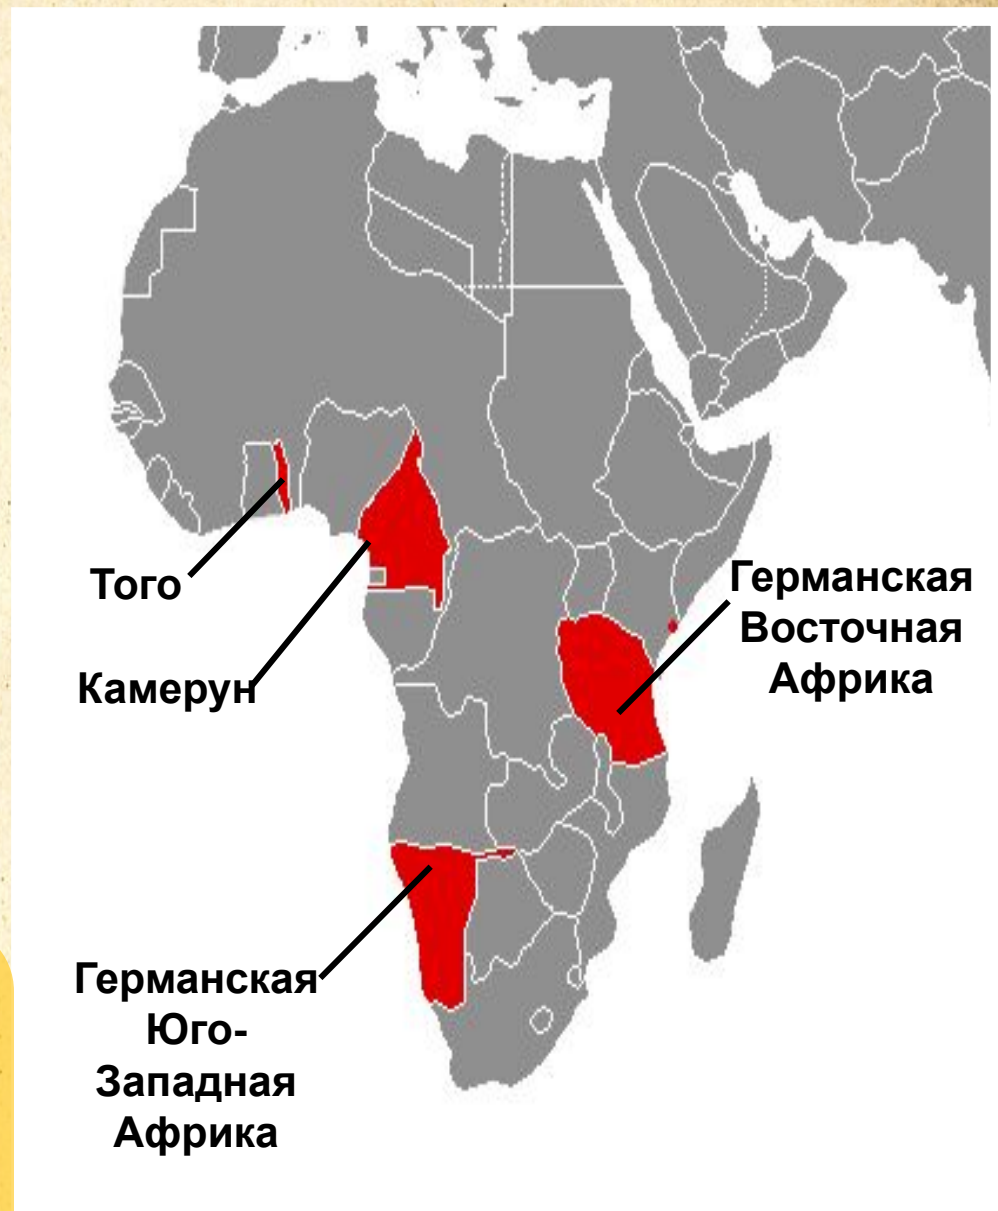 Того
Камерун
Германская
Восточная
Африка
Германская
Юго-
Западная
Африка